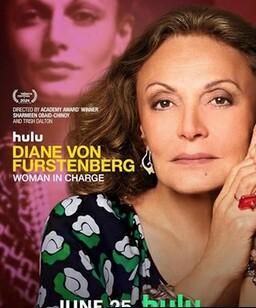 DIRECTED BY ACADEMY AWARD® WINNER
SHARMEEN OBAID-CHINOY
AND TRISH DALTON
hulu
DIANE VON
FURSTENBERG
WOMAN IN CHARGE
JUNE 25
hulu